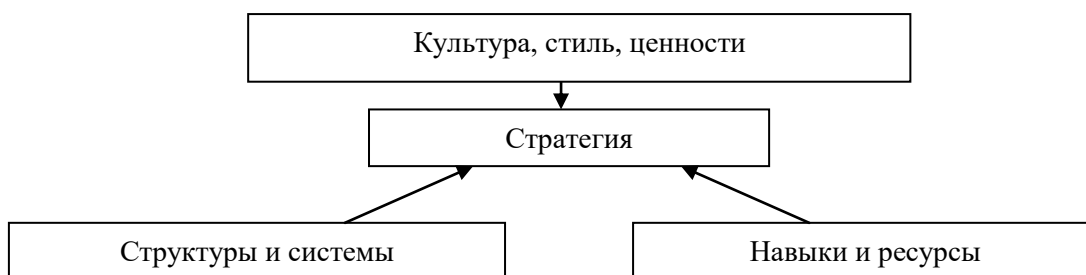 Культура, стиль, ценности
Стратегия
Структуры и системы
Навыки и ресурсы